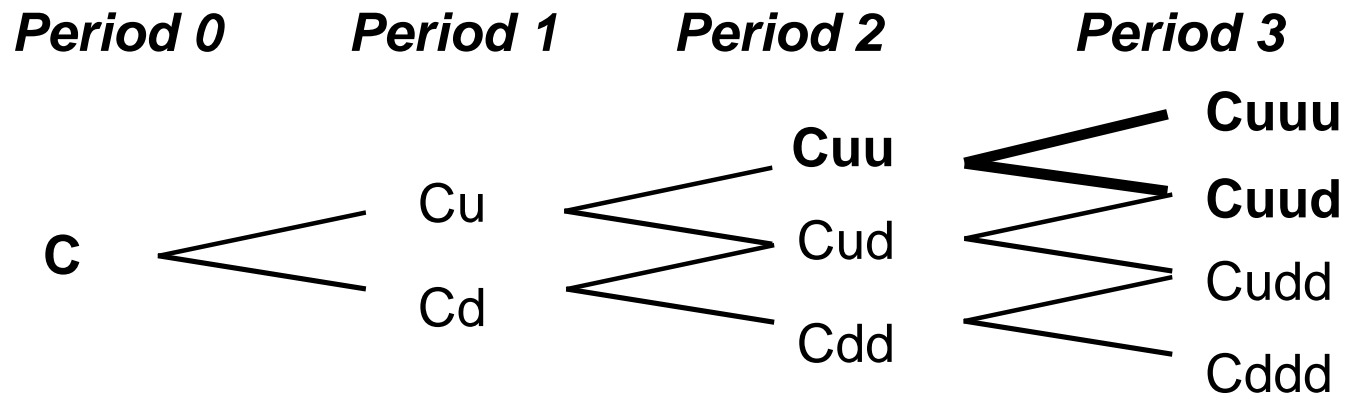 Period 0 Period 1 Period 2 Period 3
Cuuu
Cuu
Cu Cuud
C Cud
Cudd
Cd
Cdd
Cddd